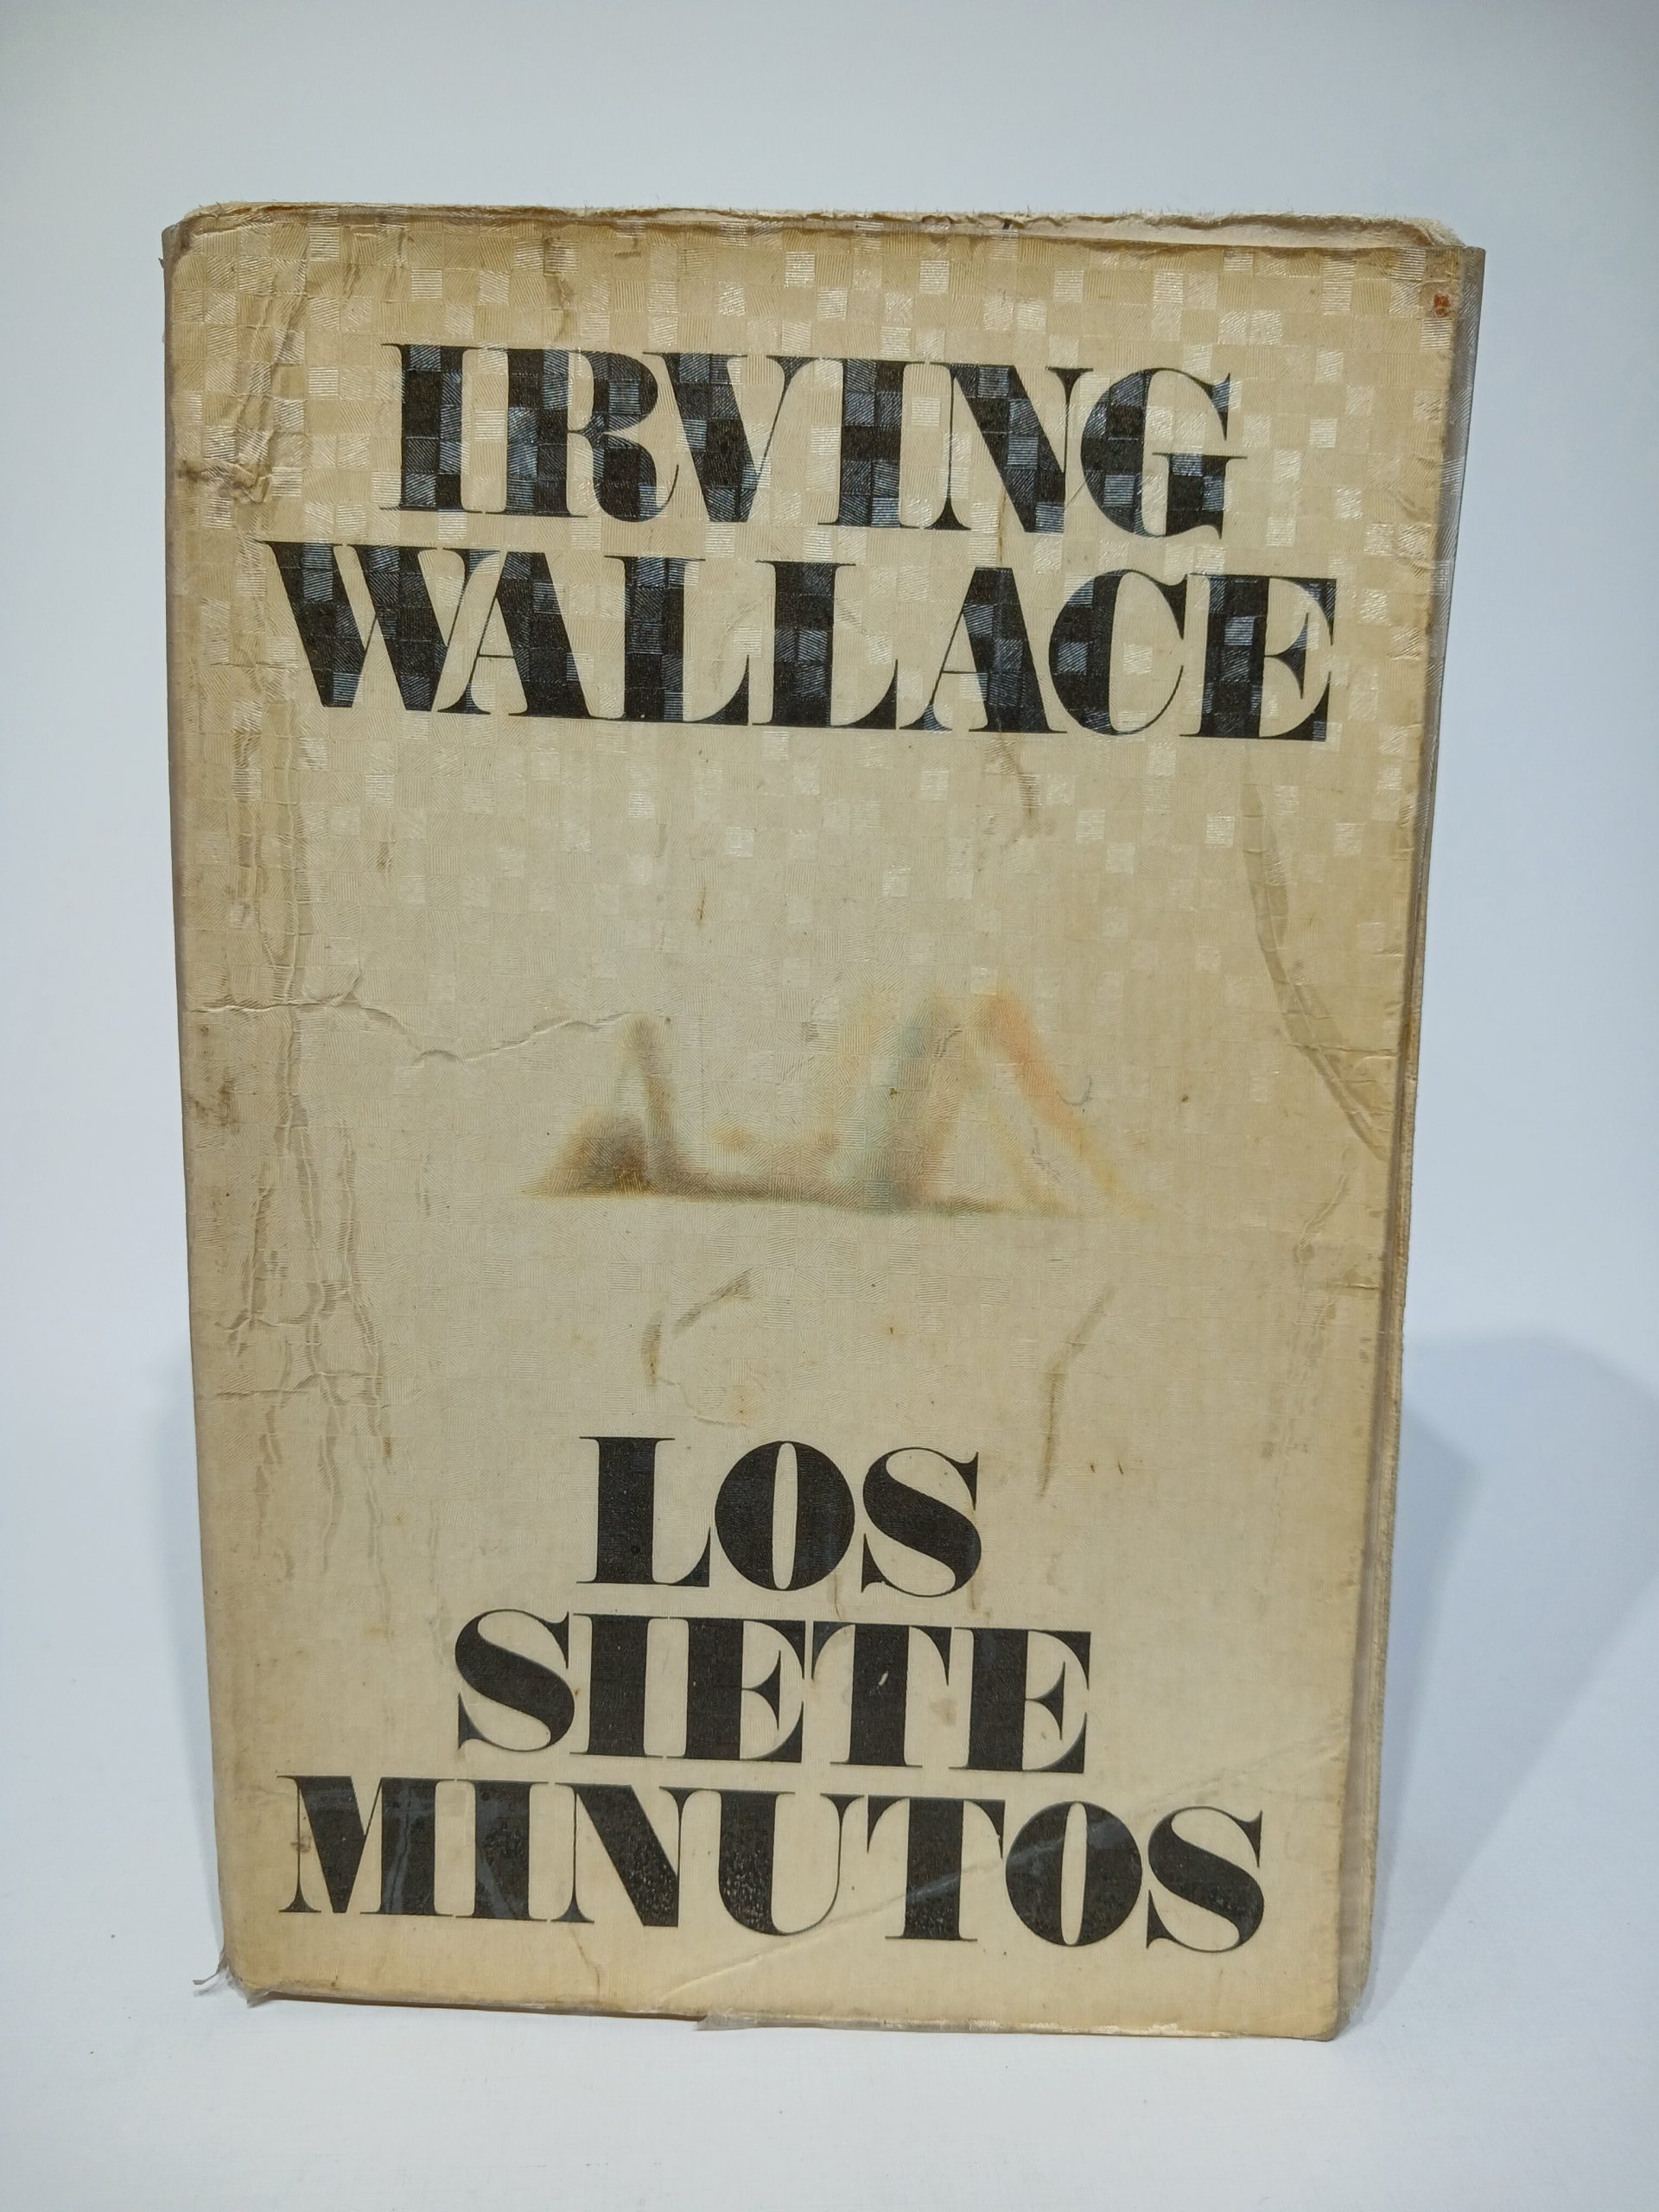 IRVING
WALLACE
LOS
SIETE
MINUTOS